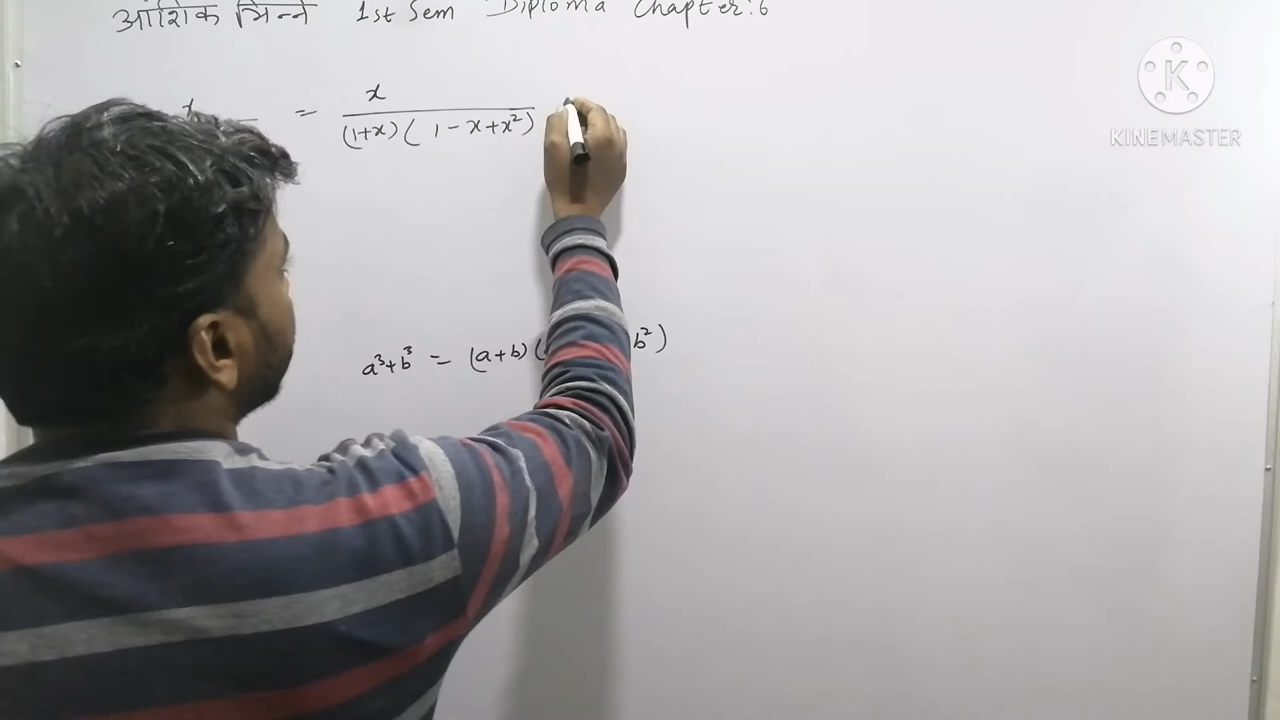 आंशिक भिन्ने 1st Sem Diploma Chapter:6
x = x / (1+x)(1-x+x²)
a³+b³ = (a+b)( b²)
K
KINEMASTER